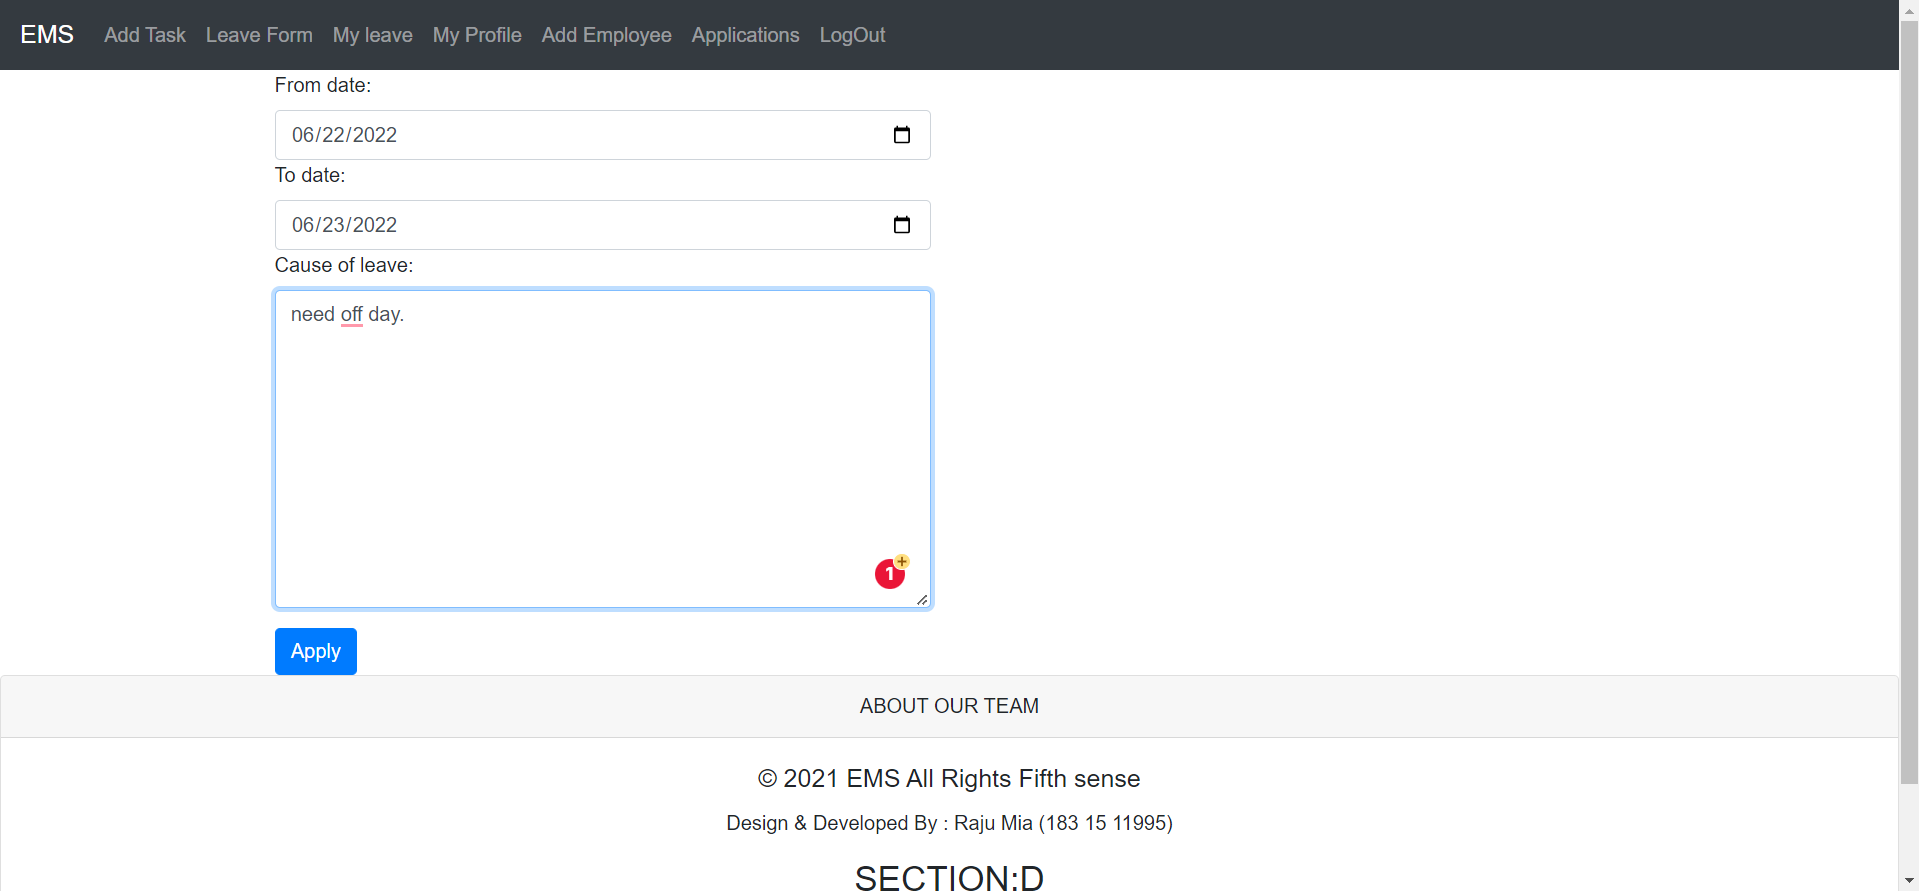 EMS Add Task Leave Form My leave My Profile Add Employee Applications LogOut
From date:
06/22/2022
To date:
06/23/2022
Cause of leave:
need off day.
1
Apply
ABOUT OUR TEAM
© 2021 EMS All Rights Fifth sense
Design & Developed By : Raju Mia (183 15 11995)
SECTION:D